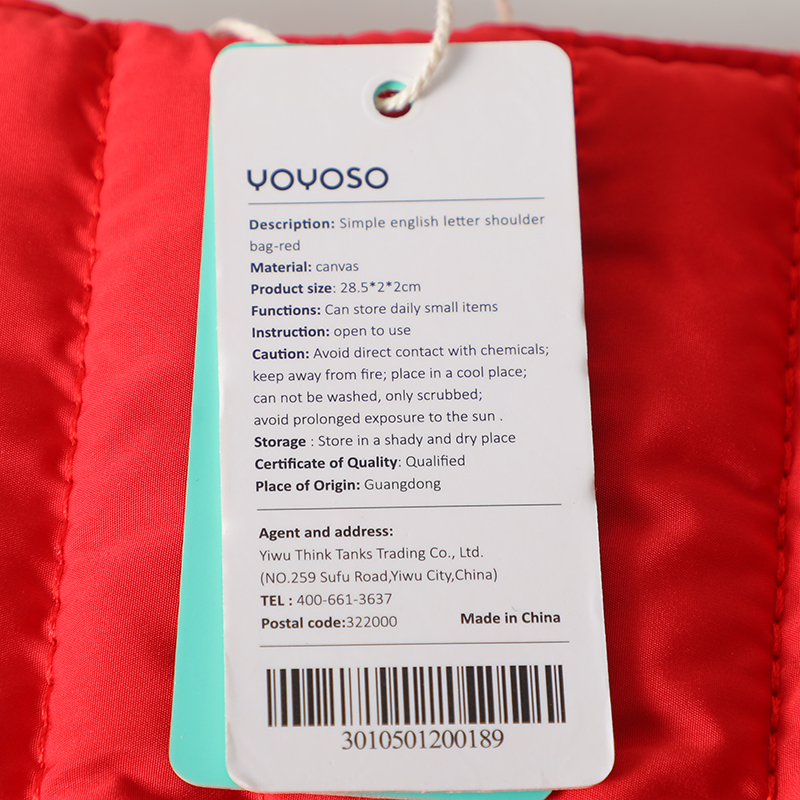 YOYOSO
Description: Simple english letter shoulder
bag-red
Material: canvas
Product size: 28.5*2*2cm
Functions: Can store daily small items
Instruction: open to use
Caution: Avoid direct contact with chemicals;
keep away from fire; place in a cool place;
can not be washed, only scrubbed;
avoid prolonged exposure to the sun .
Storage : Store in a shady and dry place
Certificate of Quality: Qualified
Place of Origin: Guangdong
Agent and address:
Yiwu Think Tanks Trading Co., Ltd.
(NO.259 Sufu Road,Yiwu City,China)
TEL : 400-661-3637
Postal code:322000 Made in China
3010501200189